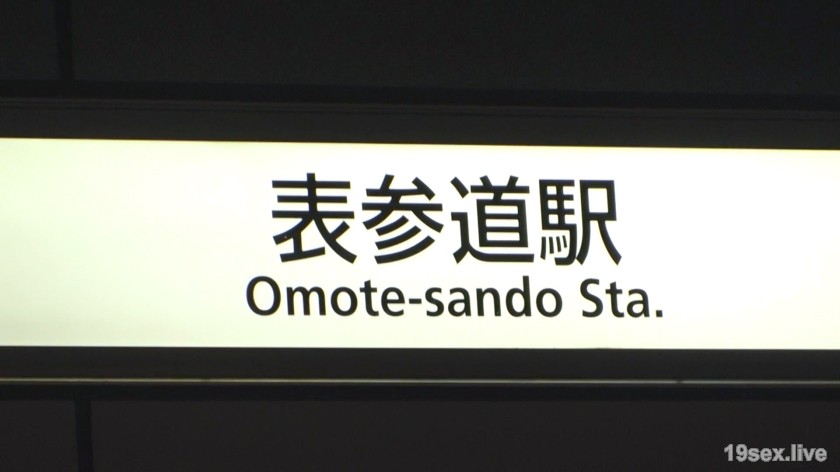 表参道駅
Omote-sando Sta.
19sex.live